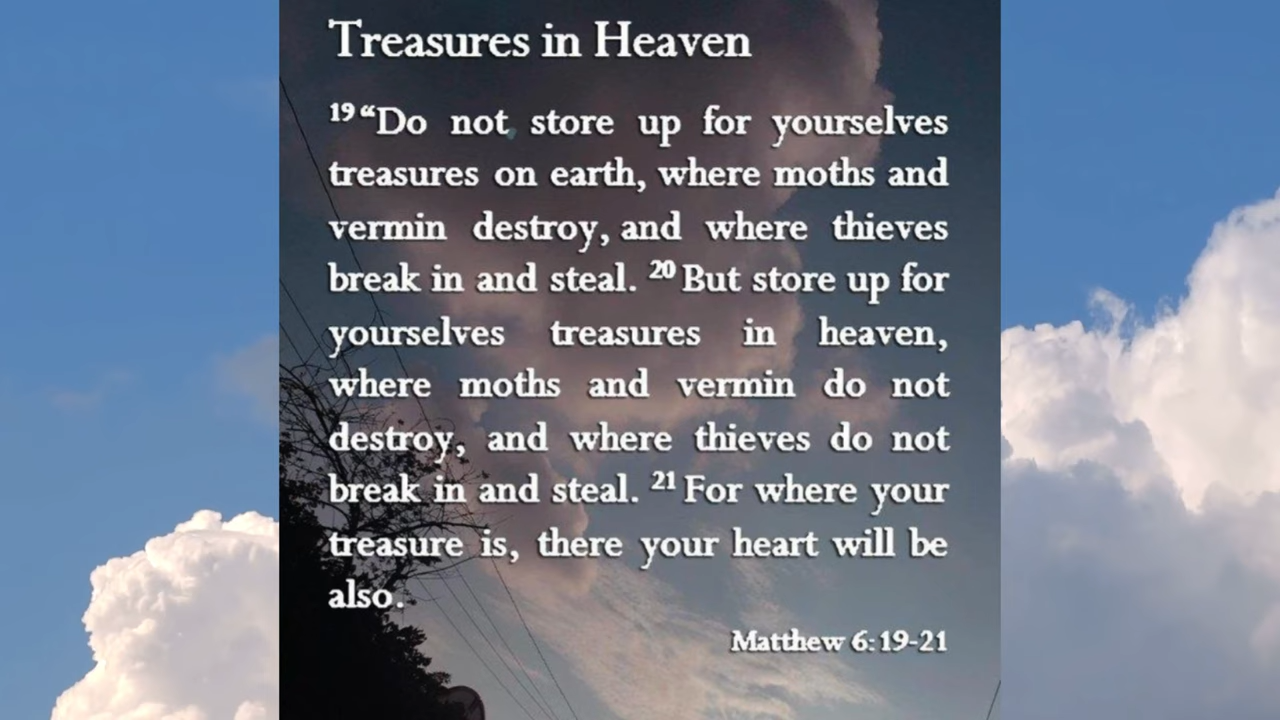 Treasures in Heaven
19 “Do not store up for yourselves
treasures on earth, where moths and
vermin destroy, and where thieves
break in and steal. 20 But store up for
yourselves treasures in heaven,
where moths and vermin do not
destroy, and where thieves do not
break in and steal. 21 For where your
treasure is, there your heart will be
also.
Matthew 6:19-21